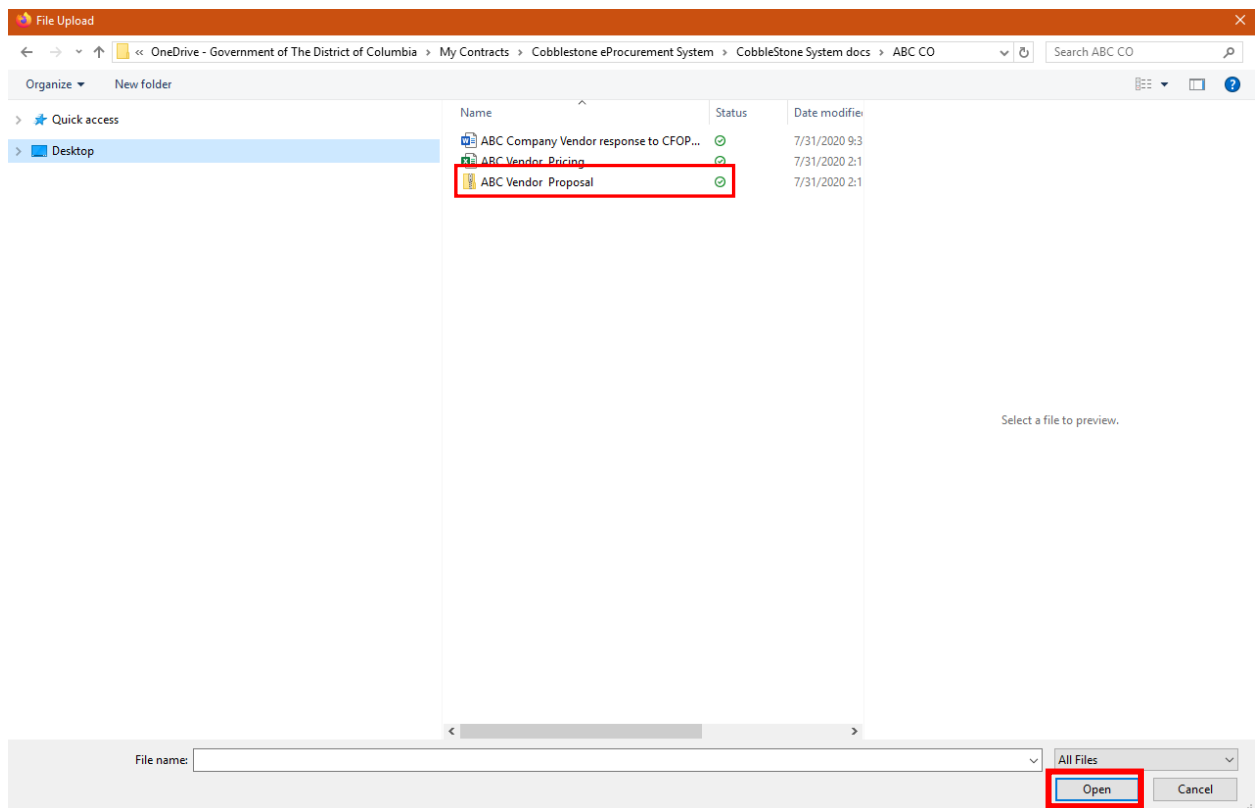 File Upload
« OneDrive - Government of The District of Columbia > My Contracts > Cobblestone eProcurement System > CobbleStone System docs > ABC CO
Search ABC CO
Organize New folder
Quick access
Desktop
Name Status Date modified
ABC Company Vendor response to CFOP... 7/31/2020 9:3
ABC Vendor Pricing 7/31/2020 2:1
ABC Vendor Proposal 7/31/2020 2:1
Select a file to preview.
File name: All Files
Open Cancel